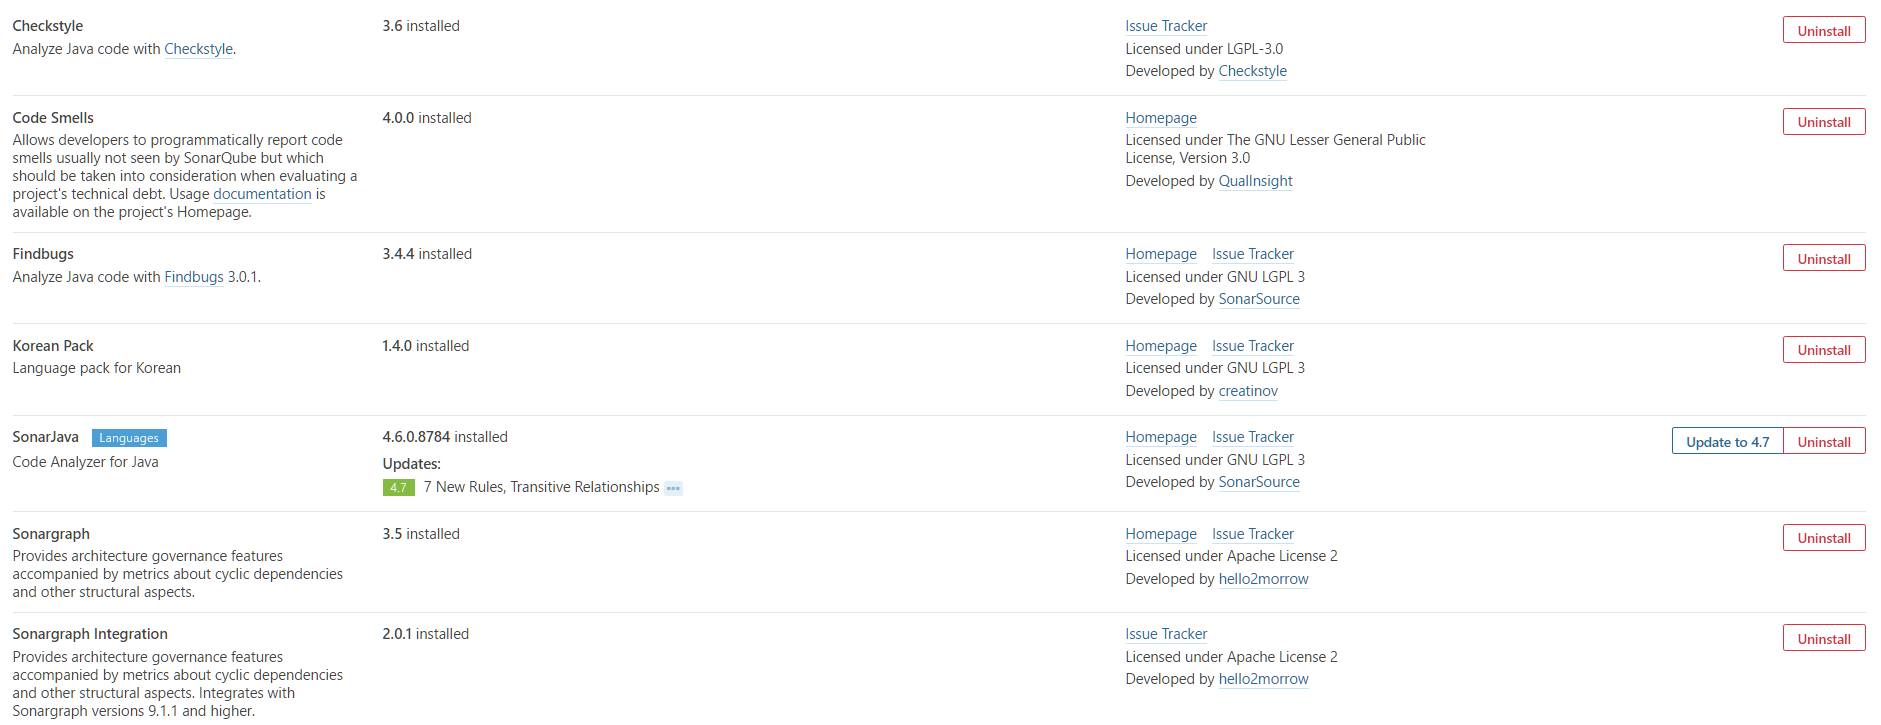 Checkstyle 3.6 installed Issue Tracker Uninstall
Analyze Java code with Checkstyle. Licensed under LGPL-3.0
Developed by Checkstyle
Code Smells 4.0.0 installed Homepage Uninstall
Allows developers to programmatically report code Licensed under The GNU Lesser General Public
smells usually not seen by SonarQube but which License, Version 3.0
should be taken into consideration when evaluating a Developed by QualInsight
project's technical debt. Usage documentation is
available on the project's Homepage.
Findbugs 3.4.4 installed Homepage Issue Tracker Uninstall
Analyze Java code with Findbugs 3.0.1. Licensed under GNU LGPL 3
Developed by SonarSource
Korean Pack 1.4.0 installed Homepage Issue Tracker Uninstall
Language pack for Korean Licensed under GNU LGPL 3
Developed by creatinov
SonarJava Languages 4.6.0.8784 installed Homepage Issue Tracker Update to 4.7 Uninstall
Code Analyzer for Java Updates: Licensed under GNU LGPL 3
4.7 7 New Rules, Transitive Relationships ••• Developed by SonarSource
Sonargraph 3.5 installed Homepage Issue Tracker Uninstall
Provides architecture governance features Licensed under Apache License 2
accompanied by metrics about cyclic dependencies Developed by hello2morrow
and other structural aspects.
Sonargraph Integration 2.0.1 installed Issue Tracker Uninstall
Provides architecture governance features Licensed under Apache License 2
accompanied by metrics about cyclic dependencies Developed by hello2morrow
and other structural aspects. Integrates with
Sonargraph versions 9.1.1 and higher.